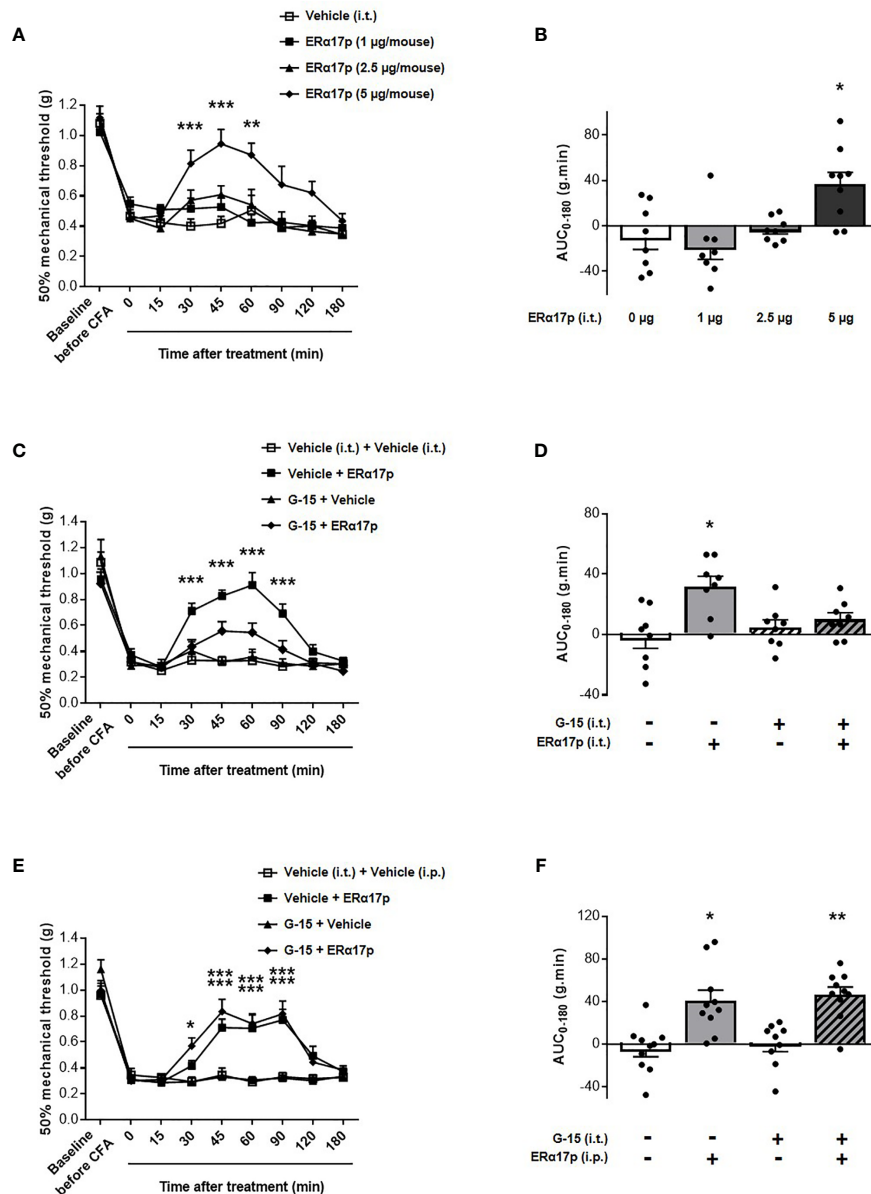 A
Vehicle (i.t.)
ERα17p (1 µg/mouse)
ERα17p (2.5 µg/mouse)
ERα17p (5 µg/mouse)
50% mechanical threshold (g)
1.2
1.0
0.8
0.6
0.4
0.2
0.0
*** *** **
Baseline before CFA
0 15 30 45 60 90 120 180
Time after treatment (min)
B
AUC0-180 (g.min)
80
40
0
-40
*
ERα17p (i.t.) 0 µg 1 µg 2.5 µg 5 µg
C
Vehicle (i.t.) + Vehicle (i.t.)
Vehicle + ERα17p
G-15 + Vehicle
G-15 + ERα17p
50% mechanical threshold (g)
1.4
1.2
1.0
0.8
0.6
0.4
0.2
0.0
*** *** *** ***
Baseline before CFA
0 15 30 45 60 90 120 180
Time after treatment (min)
D
AUC0-180 (g.min)
80
40
0
-40
*
G-15 (i.t.) - - + +
ERα17p (i.t.) - + - +
E
Vehicle (i.t.) + Vehicle (i.p.)
Vehicle + ERα17p
G-15 + Vehicle
G-15 + ERα17p
50% mechanical threshold (g)
1.4
1.2
1.0
0.8
0.6
0.4
0.2
0.0
*** *** ***
* *** *** ***
Baseline before CFA
0 15 30 45 60 90 120 180
Time after treatment (min)
F
AUC0-180 (g.min)
120
80
40
0
-40
* **
G-15 (i.t.) - - + +
ERα17p (i.p.) - + - +